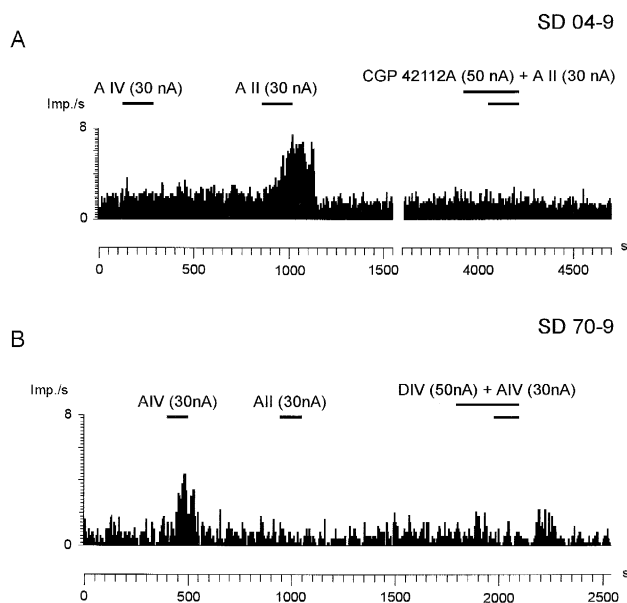 SD 04-9
A
CGP 42112A (50 nA) + A II (30 nA)
A IV (30 nA) A II (30 nA)
Imp./s
8
0
0 500 1000 1500 4000 4500 s
SD 70-9
B
Imp./s
DIV (50nA) + AIV (30nA)
AIV (30nA) AII (30nA)
8
0
0 500 1000 1500 2000 2500 s